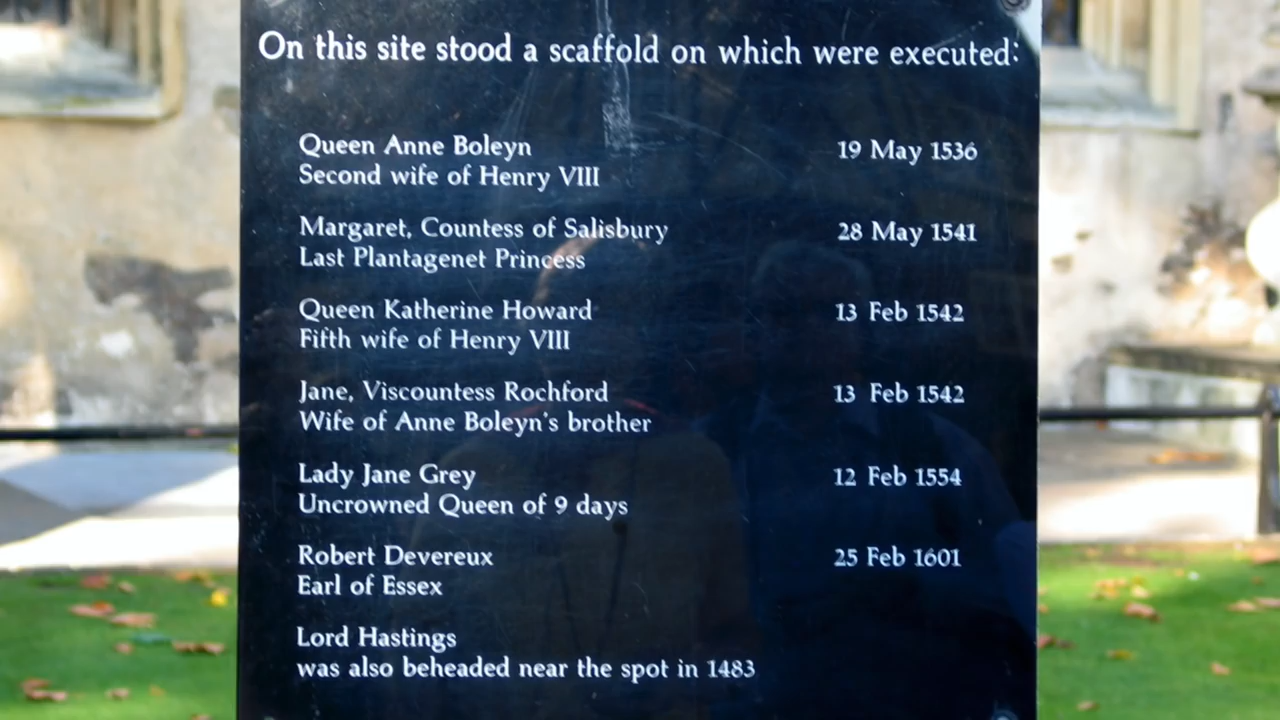 On this site stood a scaffold on which were executed:
Queen Anne Boleyn 19 May 1536
Second wife of Henry VIII
Margaret, Countess of Salisbury 28 May 1541
Last Plantagenet Princess
Queen Katherine Howard 13 Feb 1542
Fifth wife of Henry VIII
Jane, Viscountess Rochford 13 Feb 1542
Wife of Anne Boleyn's brother
Lady Jane Grey 12 Feb 1554
Uncrowned Queen of 9 days
Robert Devereux 25 Feb 1601
Earl of Essex
Lord Hastings
was also beheaded near the spot in 1483